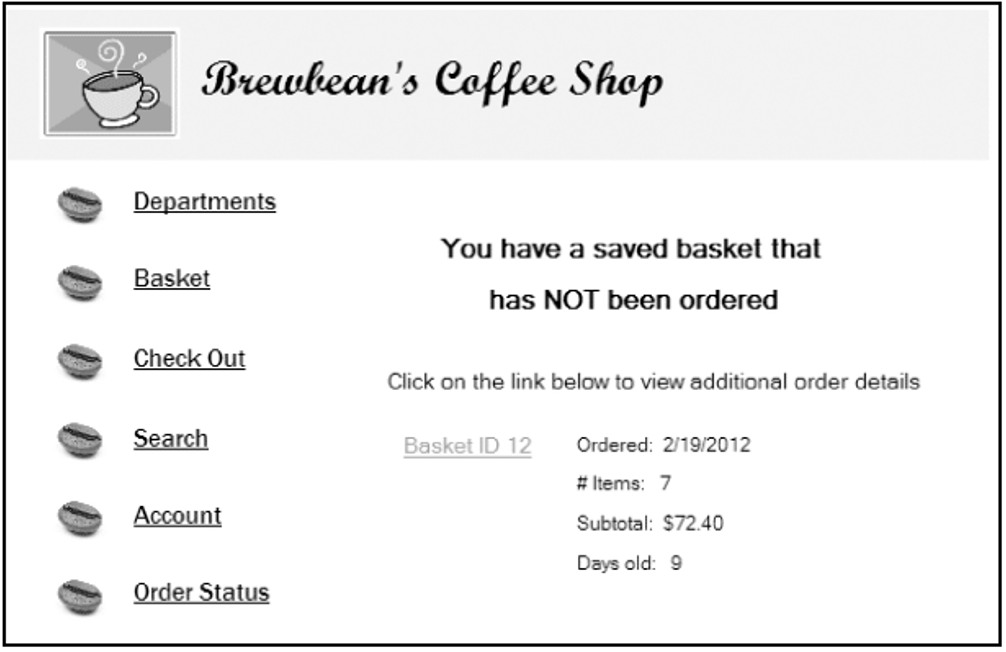 Brewbean's Coffee Shop
Departments
Basket
Check Out
Search
Account
Order Status
You have a saved basket that
has NOT been ordered
Click on the link below to view additional order details
Basket ID 12
Ordered: 2/19/2012
# Items: 7
Subtotal: $72.40
Days old: 9